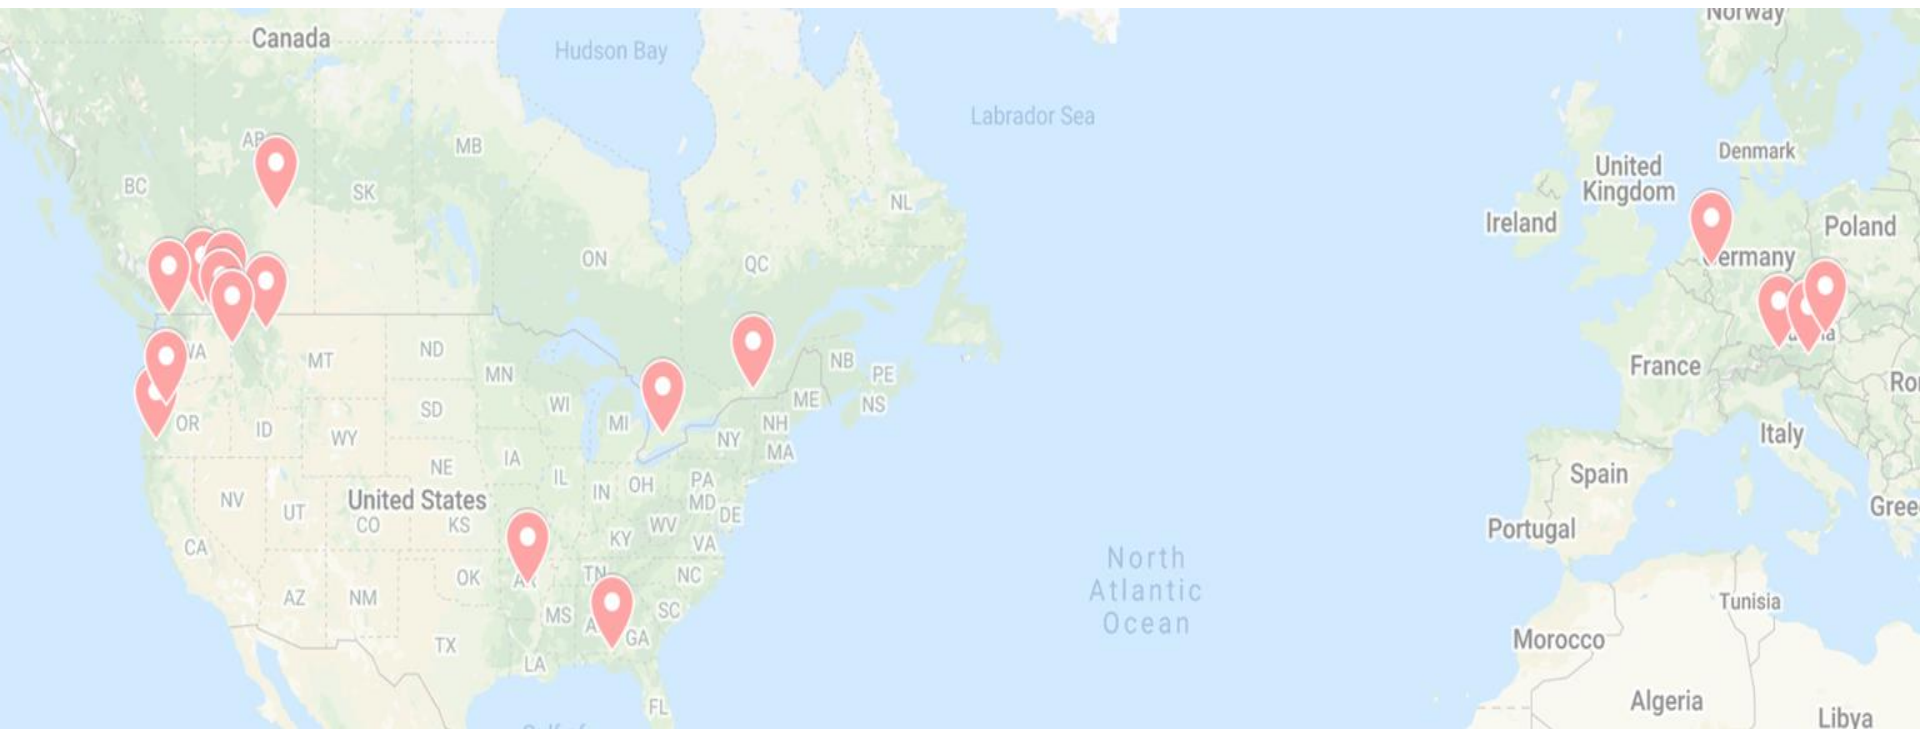 Norway
Canada
Hudson Bay
Labrador Sea
AB
MB
Denmark
United
Kingdom
BC
SK
NL
Ireland
Poland
ON
QC
Germany
WA
MT
ND
MN
NB
PE
France
OR
ID
WY
SD
WI
MI
ME
NS
NH
NY
MA
Italy
NE
IA
IL
IN
OH
PA
MD
DE
Spain
NV
UT
United States
CO
KS
WV
KY
VA
Portugal
Gree
CA
AZ
NM
OK
AR
TN
NC
North
Atlantic
Ocean
MS
SC
GA
Tunisia
TX
LA
Morocco
FL
Algeria
Libya